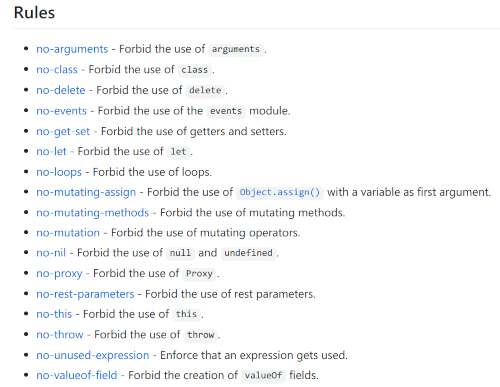 Rules
no-arguments - Forbid the use of arguments.
no-class - Forbid the use of class.
no-delete - Forbid the use of delete.
no-events - Forbid the use of the events module.
no-get-set - Forbid the use of getters and setters.
no-let - Forbid the use of let.
no-loops - Forbid the use of loops.
no-mutating-assign - Forbid the use of Object.assign() with a variable as first argument.
no-mutating-methods - Forbid the use of mutating methods.
no-mutation - Forbid the use of mutating operators.
no-nil - Forbid the use of null and undefined.
no-proxy - Forbid the use of Proxy.
no-rest-parameters - Forbid the use of rest parameters.
no-this - Forbid the use of this.
no-throw - Forbid the use of throw.
no-unused-expression - Enforce that an expression gets used.
no-valueof-field - Forbid the creation of valueOf fields.